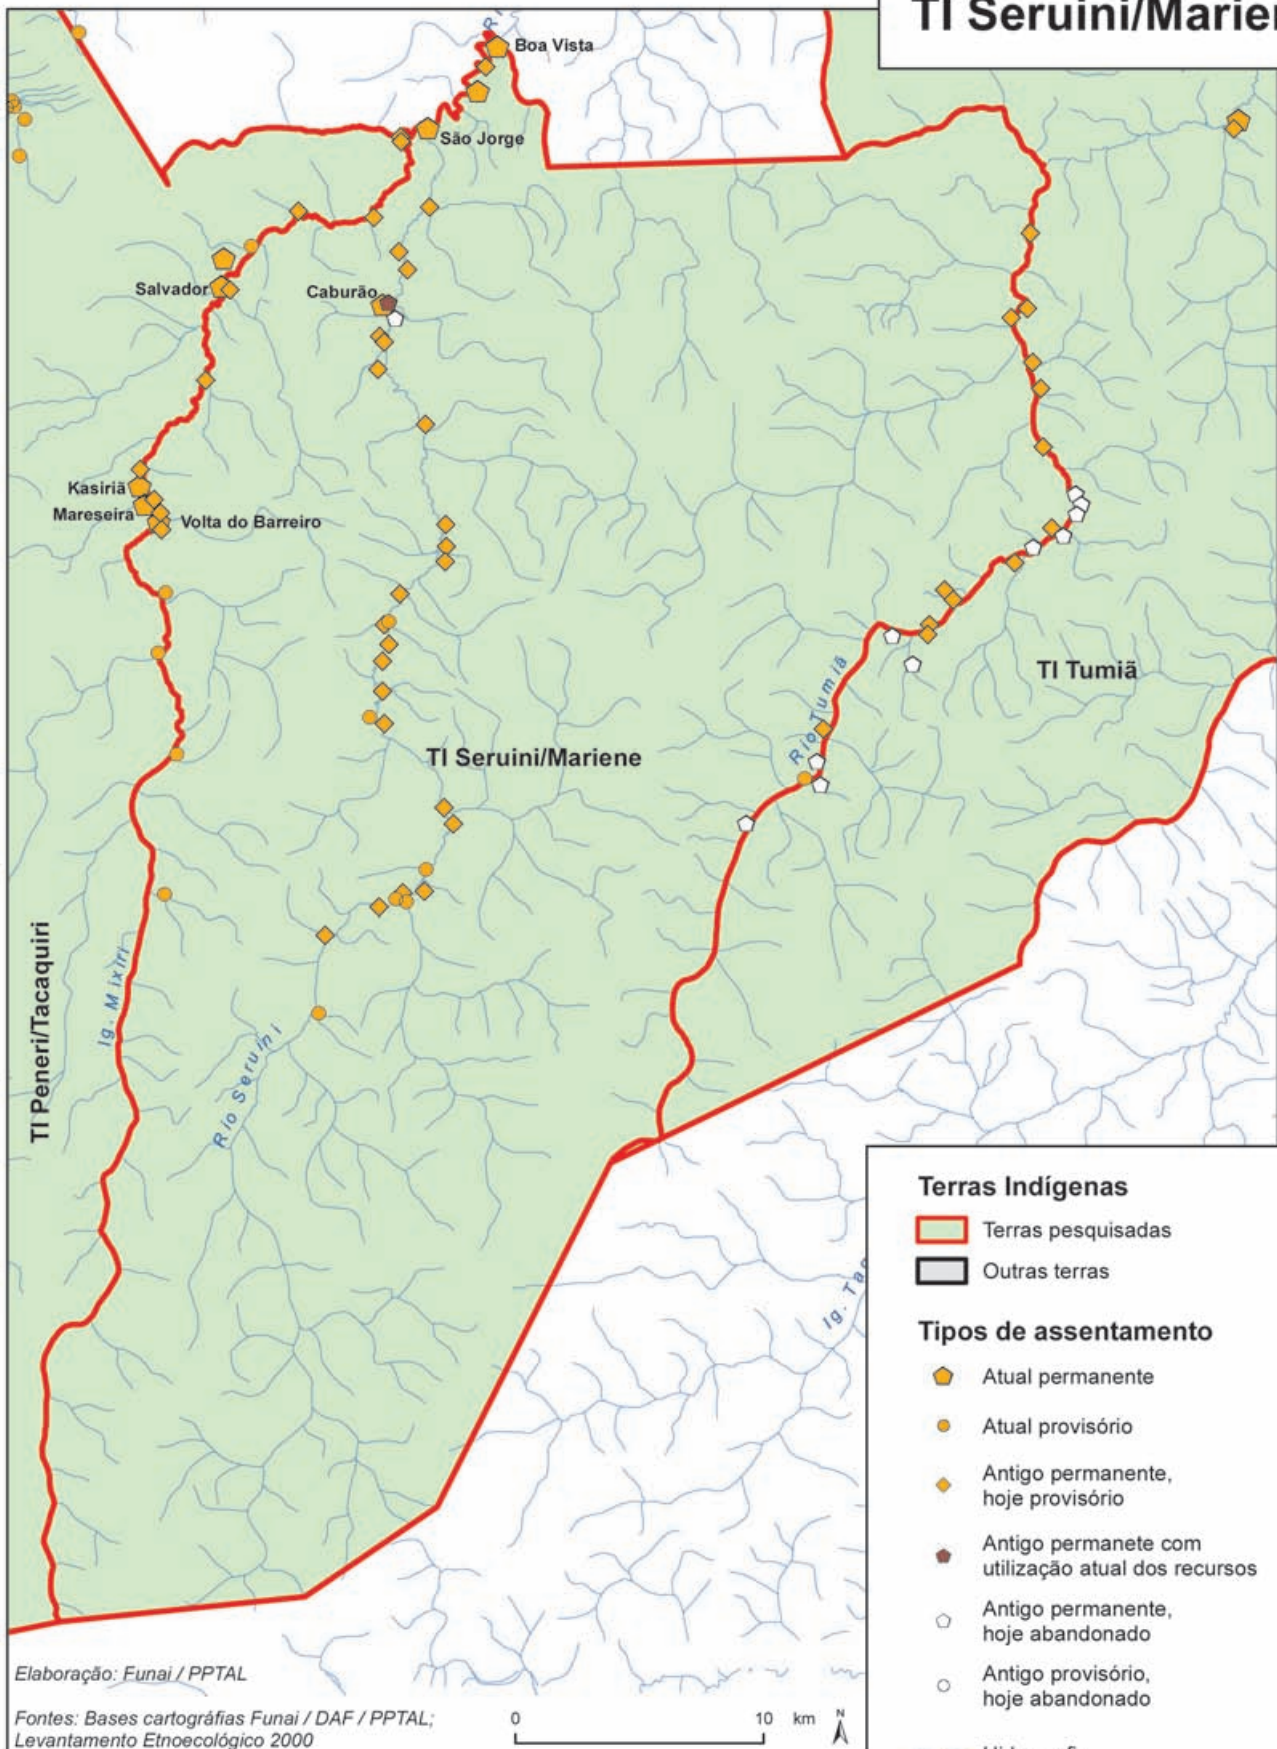 TI Seruini/Marien
Boa Vista
São Jorge
Salvador
Caburão
Kasiriã
Mareseira
Volta do Barreiro
TI Tumiã
Rio Tumiã
TI Seruini/Mariene
TI Peneri/Tacaquiri
Ig. Mixiri
Rio Seruini
Ig. Ta
Terras Indígenas
Terras pesquisadas
Outras terras
Tipos de assentamento
Atual permanente
Atual provisório
Antigo permanente,
hoje provisório
Antigo permanete com
utilização atual dos recursos
Antigo permanente,
hoje abandonado
Antigo provisório,
hoje abandonado
Elaboração: Funai / PPTAL
Fontes: Bases cartográfias Funai / DAF / PPTAL;
Levantamento Etnoecológico 2000
0 10 km N